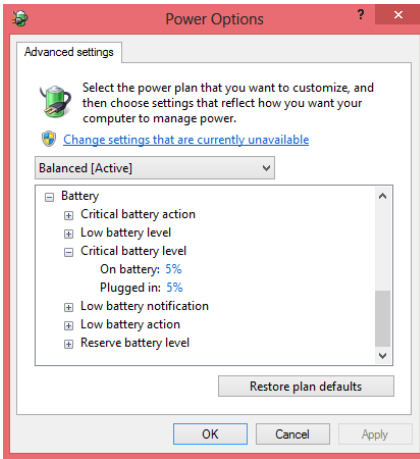 Power Options
?
×
Advanced settings
Select the power plan that you want to customize, and
then choose settings that reflect how you want your
computer to manage power.
Change settings that are currently unavailable
Balanced [Active]
Battery
Critical battery action
Low battery level
Critical battery level
On battery: 5%
Plugged in: 5%
Low battery notification
Low battery action
Reserve battery level
Restore plan defaults
OK
Cancel
Apply